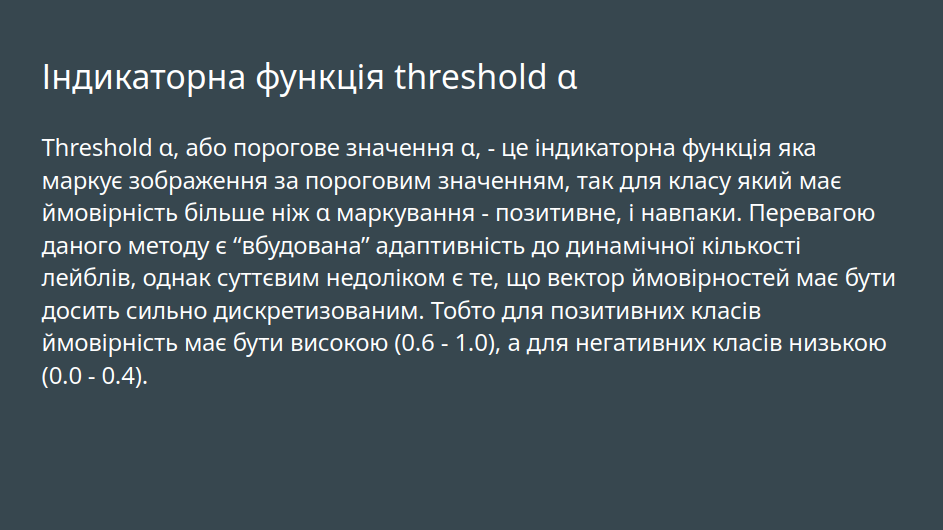 Індикаторна функція threshold α
Threshold α, або порогове значення α, - це індикаторна функція яка
маркує зображення за пороговим значенням, так для класу який має
ймовірність більше ніж α маркування - позитивне, і навпаки. Перевагою
даного методу є “вбудована” адаптивність до динамічної кількості
лейблів, однак суттєвим недоліком є те, що вектор ймовірностей має бути
досить сильно дискретизованим. Тобто для позитивних класів
ймовірність має бути високою (0.6 - 1.0), а для негативних класів низькою
(0.0 - 0.4).